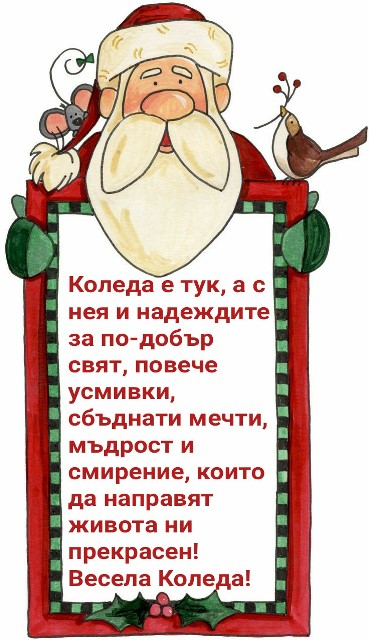 Коледа е тук, а с
нея и надеждите
за по-добър
свят, повече
усмивки,
сбъднати мечти,
мъдрост и
смирение, които
да направят
живота ни
прекрасен!
Весела Коледа!